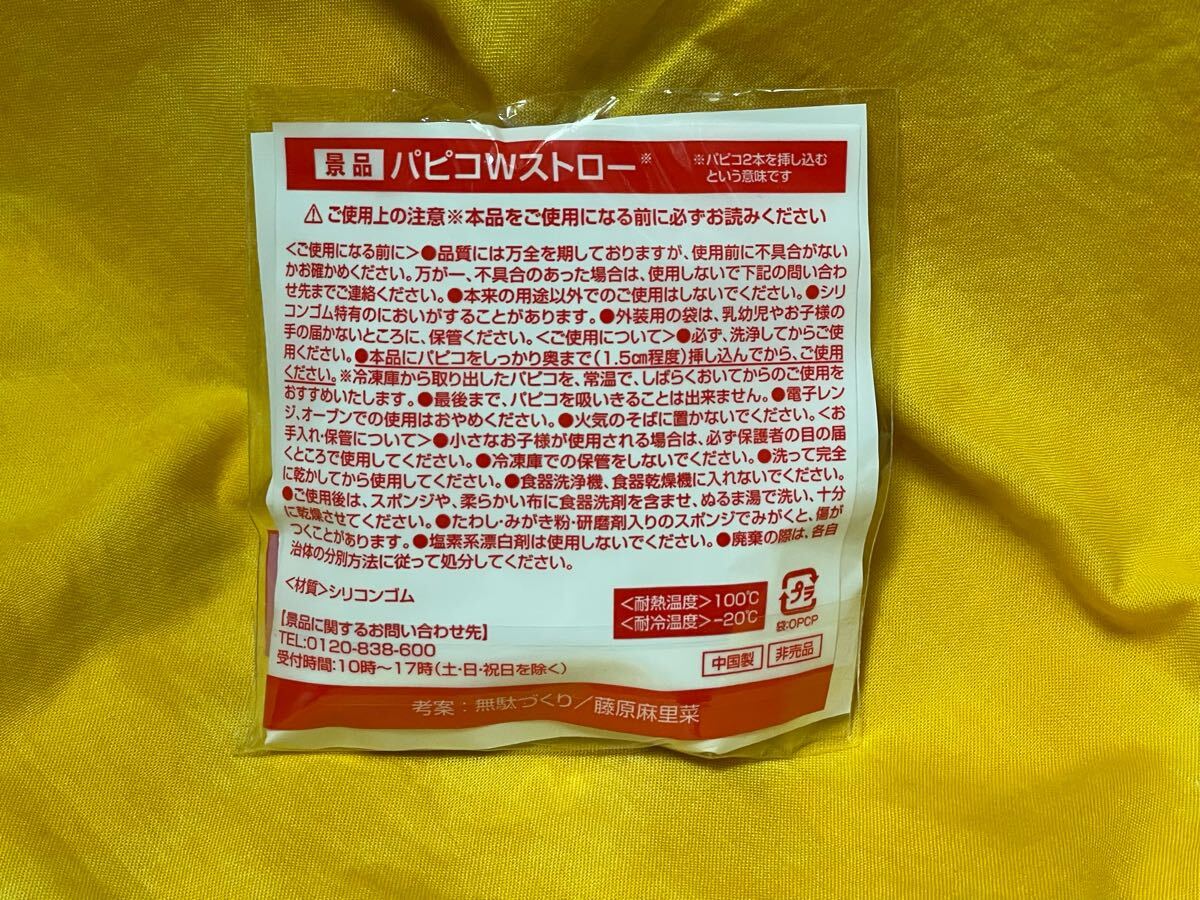 景品 パピコWストロー※ ※パピコ2本を挿し込む
という意味です
⚠ご使用上の注意※本品をご使用になる前に必ずお読みください
<ご使用になる前に>●品質には万全を期しておりますが、使用前に不具合がない
かお確かめください。万が一、不具合のあった場合は、使用しないで下記の問い合わ
せ先までご連絡ください。●本来の用途以外でのご使用はしないでください。●シリ
コンゴム特有のにおいがすることがあります。●外装用の袋は、乳幼児やお子様の
手の届かないところに、保管ください。<ご使用について>●必ず、洗浄してからご使
用ください。●本品にパピコをしっかり奥まで(1.5cm程度)挿し込んでから、ご使用
ください。※冷凍庫から取り出したパピコを、常温で、しばらくおいてからのご使用を
おすすめいたします。●最後まで、パピコを吸いきることは出来ません。●電子レン
ジ、オーブンでの使用はおやめください。●火気のそばに置かないでください。<お
手入れ・保管について>●小さなお子様が使用される場合は、必ず保護者の目の届
くところで使用してください。●冷凍庫での保管をしないでください。●洗って完全
に乾かしてから使用してください。●食器洗浄機、食器乾燥機に入れないでください。
●ご使用後は、スポンジや、柔らかい布に食器洗剤を含ませ、ぬるま湯で洗い、十分
に乾燥させてください。●たわし・みがき粉・研磨剤入りのスポンジでみがくと、傷が
つくことがあります。●塩素系漂白剤は使用しないでください。●廃棄の際は、各自
治体の分別方法に従って処分してください。
<材質>シリコンゴム
<耐熱温度>100℃
<耐冷温度>-20℃
プラ
袋:OPCP
【景品に関するお問い合わせ先】
TEL:0120-838-600
受付時間:10時〜17時(土・日・祝日を除く)
中国製 非売品
考案:無駄づくり/藤原麻里菜